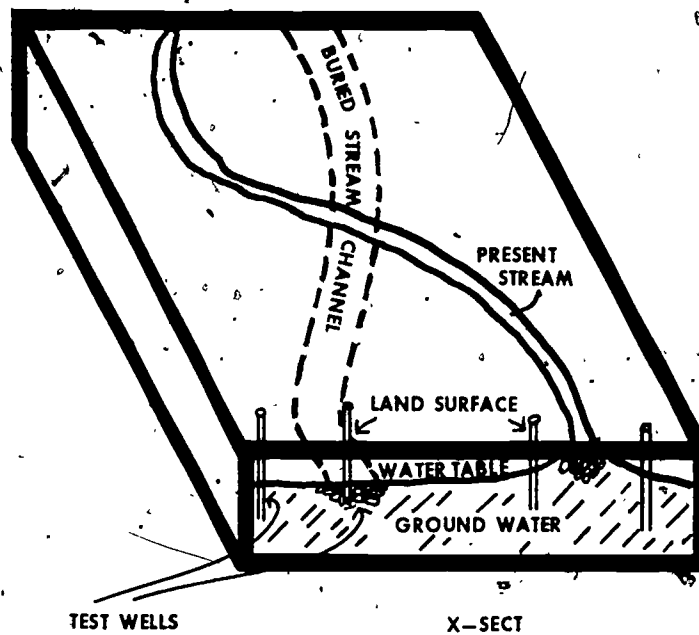 BURIED STREAM CHANNEL
PRESENT
STREAM
LAND SURFACE
WATER TABLE
GROUND WATER
TEST WELLS
X-SECT